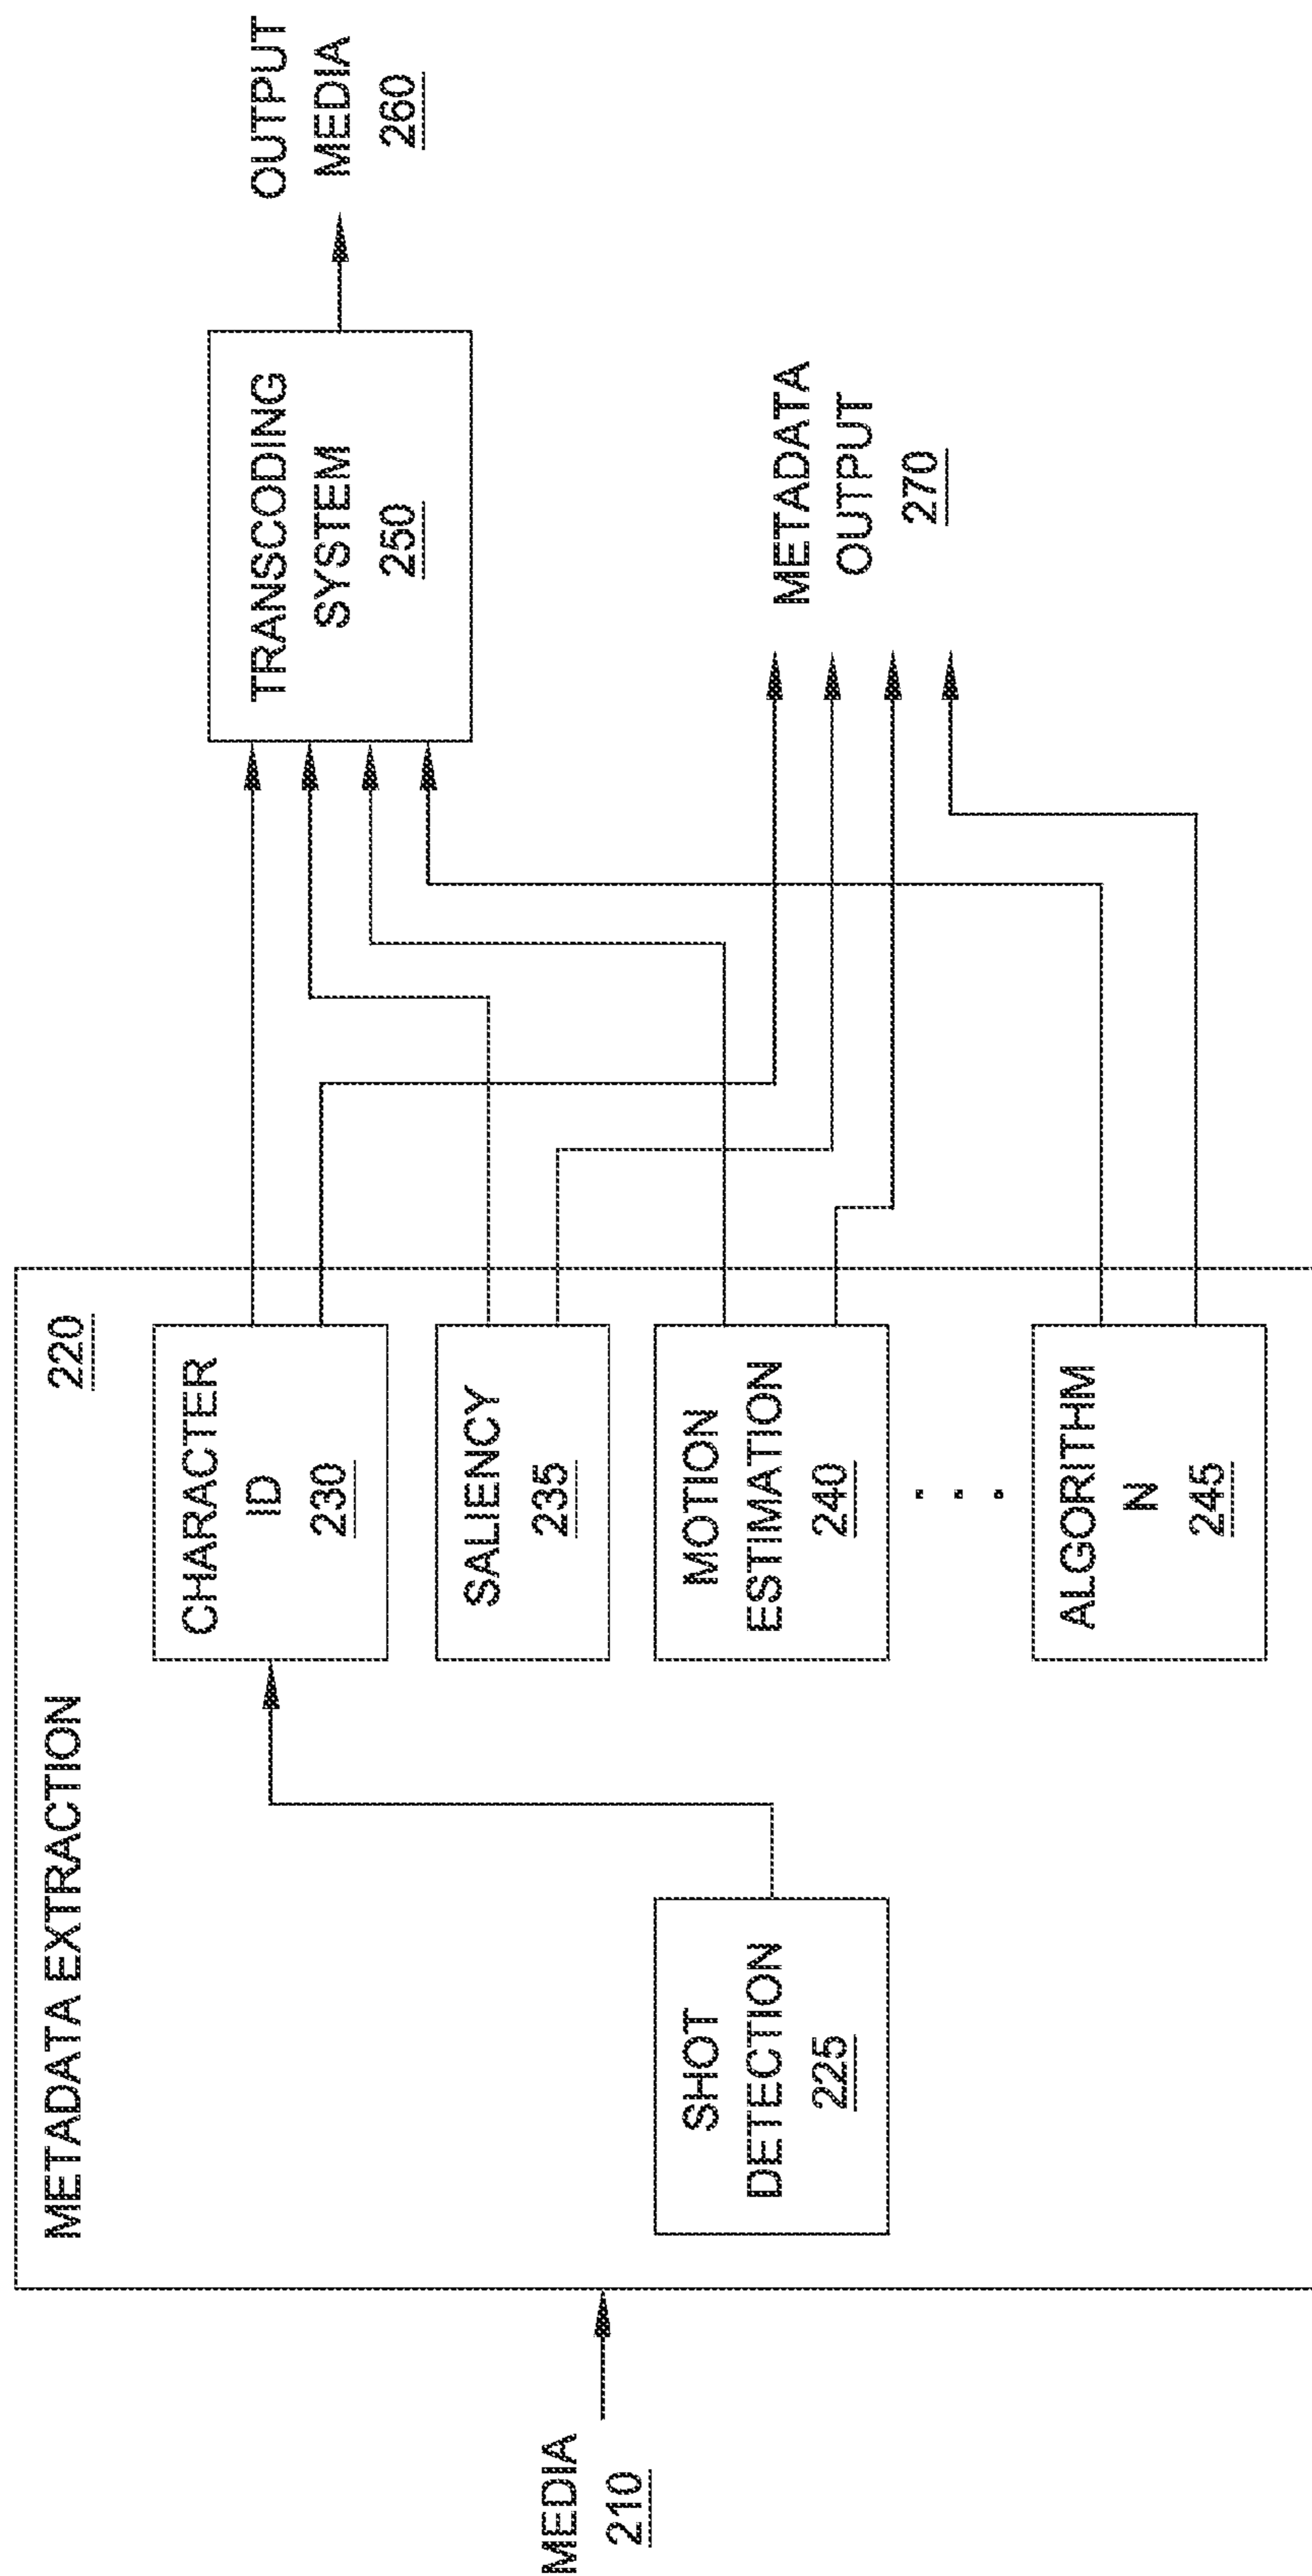 METADATA EXTRACTION
220
MEDIA
210
SHOT
DETECTION
225
CHARACTER
ID
230
SALIENCY
235
MOTION
ESTIMATION
240
ALGORITHM
N
245
TRANSCODING
SYSTEM
250
OUTPUT
MEDIA
260
METADATA
OUTPUT
270